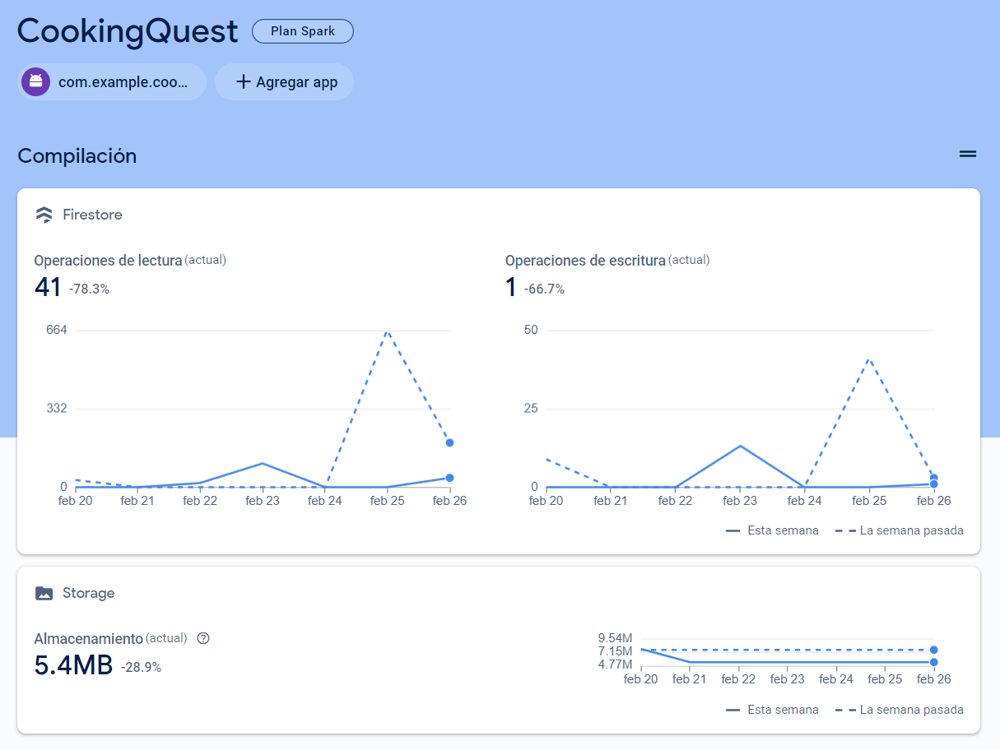 CookingQuest Plan Spark
com.example.coo... Agregar app
Compilación
Firestore
Operaciones de lectura (actual)
41 -78.3%
664
332
0
feb 20 feb 21 feb 22 feb 23 feb 24 feb 25 feb 26
Operaciones de escritura (actual)
1 -66.7%
50
25
0
feb 20 feb 21 feb 22 feb 23 feb 24 feb 25 feb 26
Esta semana La semana pasada
Storage
Almacenamiento (actual) ?
5.4MB -28.9%
9.54M
7.15M
4.77M
feb 20 feb 21 feb 22 feb 23 feb 24 feb 25 feb 26
Esta semana La semana pasada